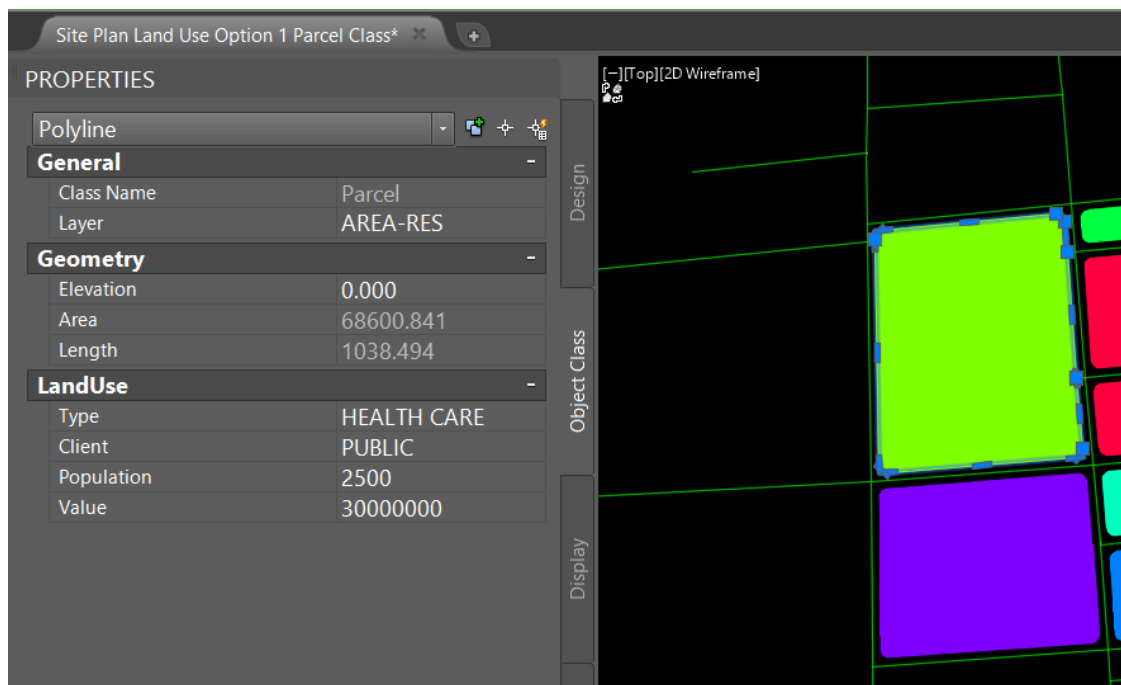 Site Plan Land Use Option 1 Parcel Class*
PROPERTIES
Polyline
General
Class Name Parcel
Layer AREA-RES
Geometry
Elevation 0.000
Area 68600.841
Length 1038.494
LandUse
Type HEALTH CARE
Client PUBLIC
Population 2500
Value 30000000
Design
Object Class
Display
[−][Top][2D Wireframe]